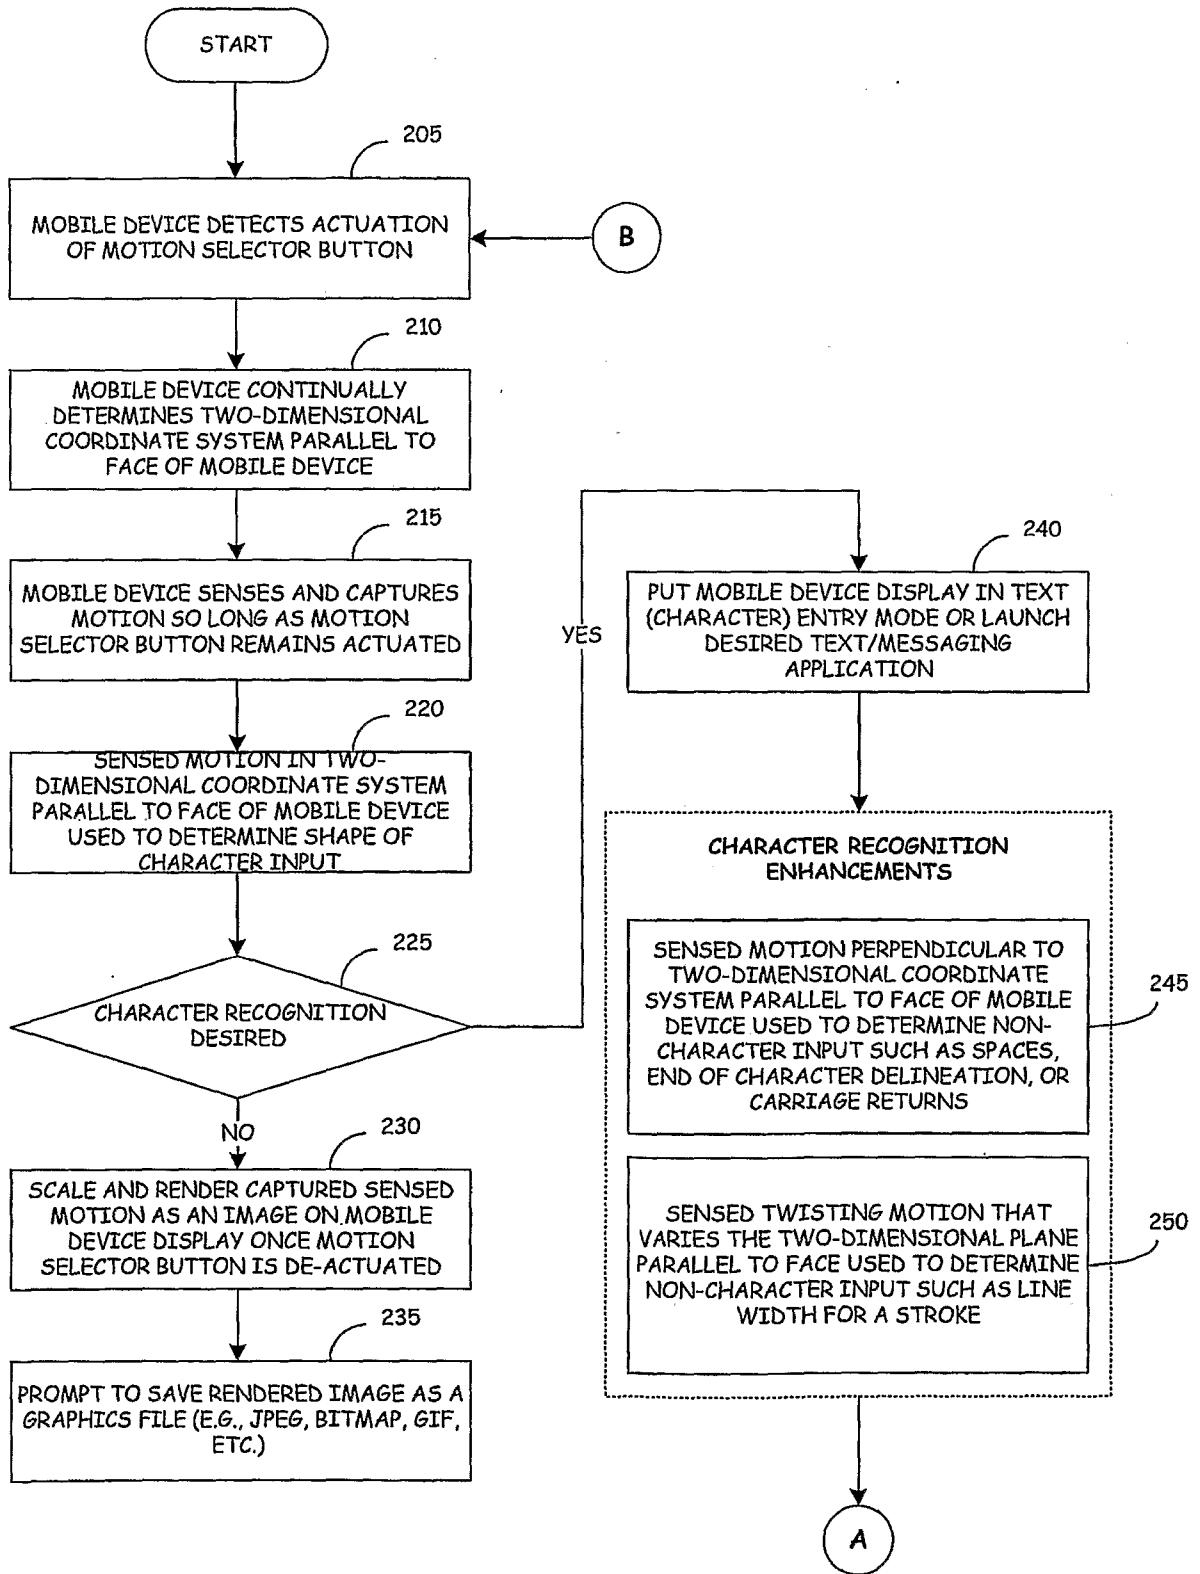 START
205
MOBILE DEVICE DETECTS ACTUATION
OF MOTION SELECTOR BUTTON
B
210
MOBILE DEVICE CONTINUALLY
DETERMINES TWO-DIMENSIONAL
COORDINATE SYSTEM PARALLEL TO
FACE OF MOBILE DEVICE
215
MOBILE DEVICE SENSES AND CAPTURES
MOTION SO LONG AS MOTION
SELECTOR BUTTON REMAINS ACTUATED
220
SENSED MOTION IN TWO-
DIMENSIONAL COORDINATE SYSTEM
PARALLEL TO FACE OF MOBILE DEVICE
USED TO DETERMINE SHAPE OF
CHARACTER INPUT
225
CHARACTER RECOGNITION
DESIRED
NO
230
SCALE AND RENDER CAPTURED SENSED
MOTION AS AN IMAGE ON MOBILE
DEVICE DISPLAY ONCE MOTION
SELECTOR BUTTON IS DE-ACTUATED
235
PROMPT TO SAVE RENDERED IMAGE AS A
GRAPHICS FILE (E.G., JPEG, BITMAP, GIF,
ETC.)
YES
240
PUT MOBILE DEVICE DISPLAY IN TEXT
(CHARACTER) ENTRY MODE OR LAUNCH
DESIRED TEXT/MESSAGING
APPLICATION
CHARACTER RECOGNITION
ENHANCEMENTS
SENSED MOTION PERPENDICULAR TO
TWO-DIMENSIONAL COORDINATE
SYSTEM PARALLEL TO FACE OF MOBILE
DEVICE USED TO DETERMINE NON-
CHARACTER INPUT SUCH AS SPACES,
END OF CHARACTER DELINEATION, OR
CARRIAGE RETURNS
245
SENSED TWISTING MOTION THAT
VARIES THE TWO-DIMENSIONAL PLANE
PARALLEL TO FACE USED TO DETERMINE
NON-CHARACTER INPUT SUCH AS LINE
WIDTH FOR A STROKE
250
A